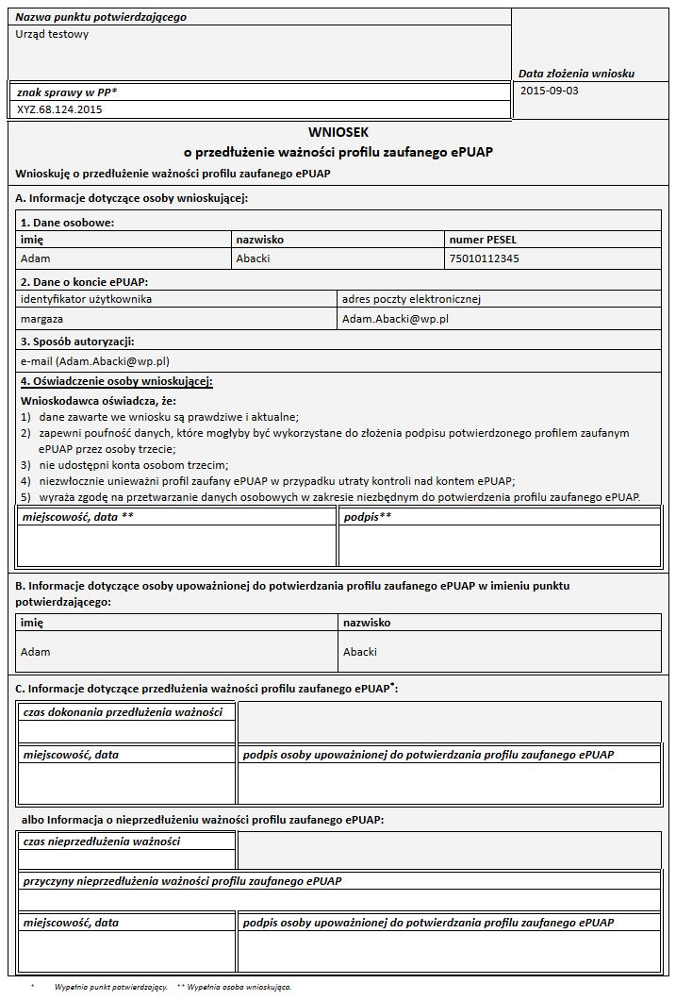 Nazwa punktu potwierdzającego
Urząd testowy
Data złożenia wniosku
znak sprawy w PP*
2015-09-03
XYZ.68.124.2015
WNIOSEK
o przedłużenie ważności profilu zaufanego ePUAP
Wnioskuję o przedłużenie ważności profilu zaufanego ePUAP
A. Informacje dotyczące osoby wnioskującej:
1. Dane osobowe:
imię nazwisko numer PESEL
Adam Abacki 75010112345
2. Dane o koncie ePUAP:
identyfikator użytkownika adres poczty elektronicznej
margaza Adam.Abacki@wp.pl
3. Sposób autoryzacji:
e-mail (Adam.Abacki@wp.pl)
4. Oświadczenie osoby wnioskującej:
Wnioskodawca oświadcza, że:
1) dane zawarte we wniosku są prawdziwe i aktualne;
2) zapewni poufność danych, które mogłyby być wykorzystane do złożenia podpisu potwierdzonego profilem zaufanym
ePUAP przez osoby trzecie;
3) nie udostępni konta osobom trzecim;
4) niezwłocznie unieważni profil zaufany ePUAP w przypadku utraty kontroli nad kontem ePUAP;
5) wyraża zgodę na przetwarzanie danych osobowych w zakresie niezbędnym do potwierdzenia profilu zaufanego ePUAP.
miejscowość, data ** podpis**
B. Informacje dotyczące osoby upoważnionej do potwierdzania profilu zaufanego ePUAP w imieniu punktu
potwierdzającego:
imię nazwisko
Adam Abacki
C. Informacje dotyczące przedłużenia ważności profilu zaufanego ePUAP*:
czas dokonania przedłużenia ważności
miejscowość, data podpis osoby upoważnionej do potwierdzania profilu zaufanego ePUAP
albo Informacja o nieprzedłużeniu ważności profilu zaufanego ePUAP:
czas nieprzedłużenia ważności
przyczyny nieprzedłużenia ważności profilu zaufanego ePUAP
miejscowość, data podpis osoby upoważnionej do potwierdzania profilu zaufanego ePUAP
* Wypełnia punkt potwierdzający. ** Wypełnia osoba wnioskująca.